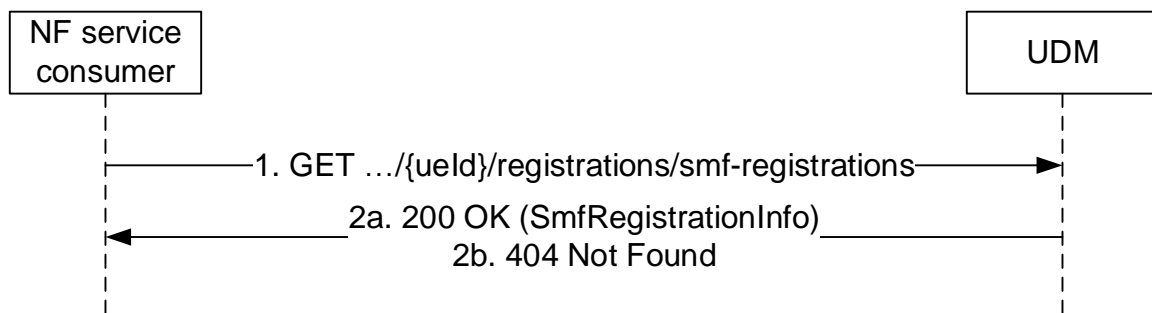 NF service
consumer
UDM
1. GET …/{ueId}/registrations/smf-registrations
2a. 200 OK (SmfRegistrationInfo)
2b. 404 Not Found